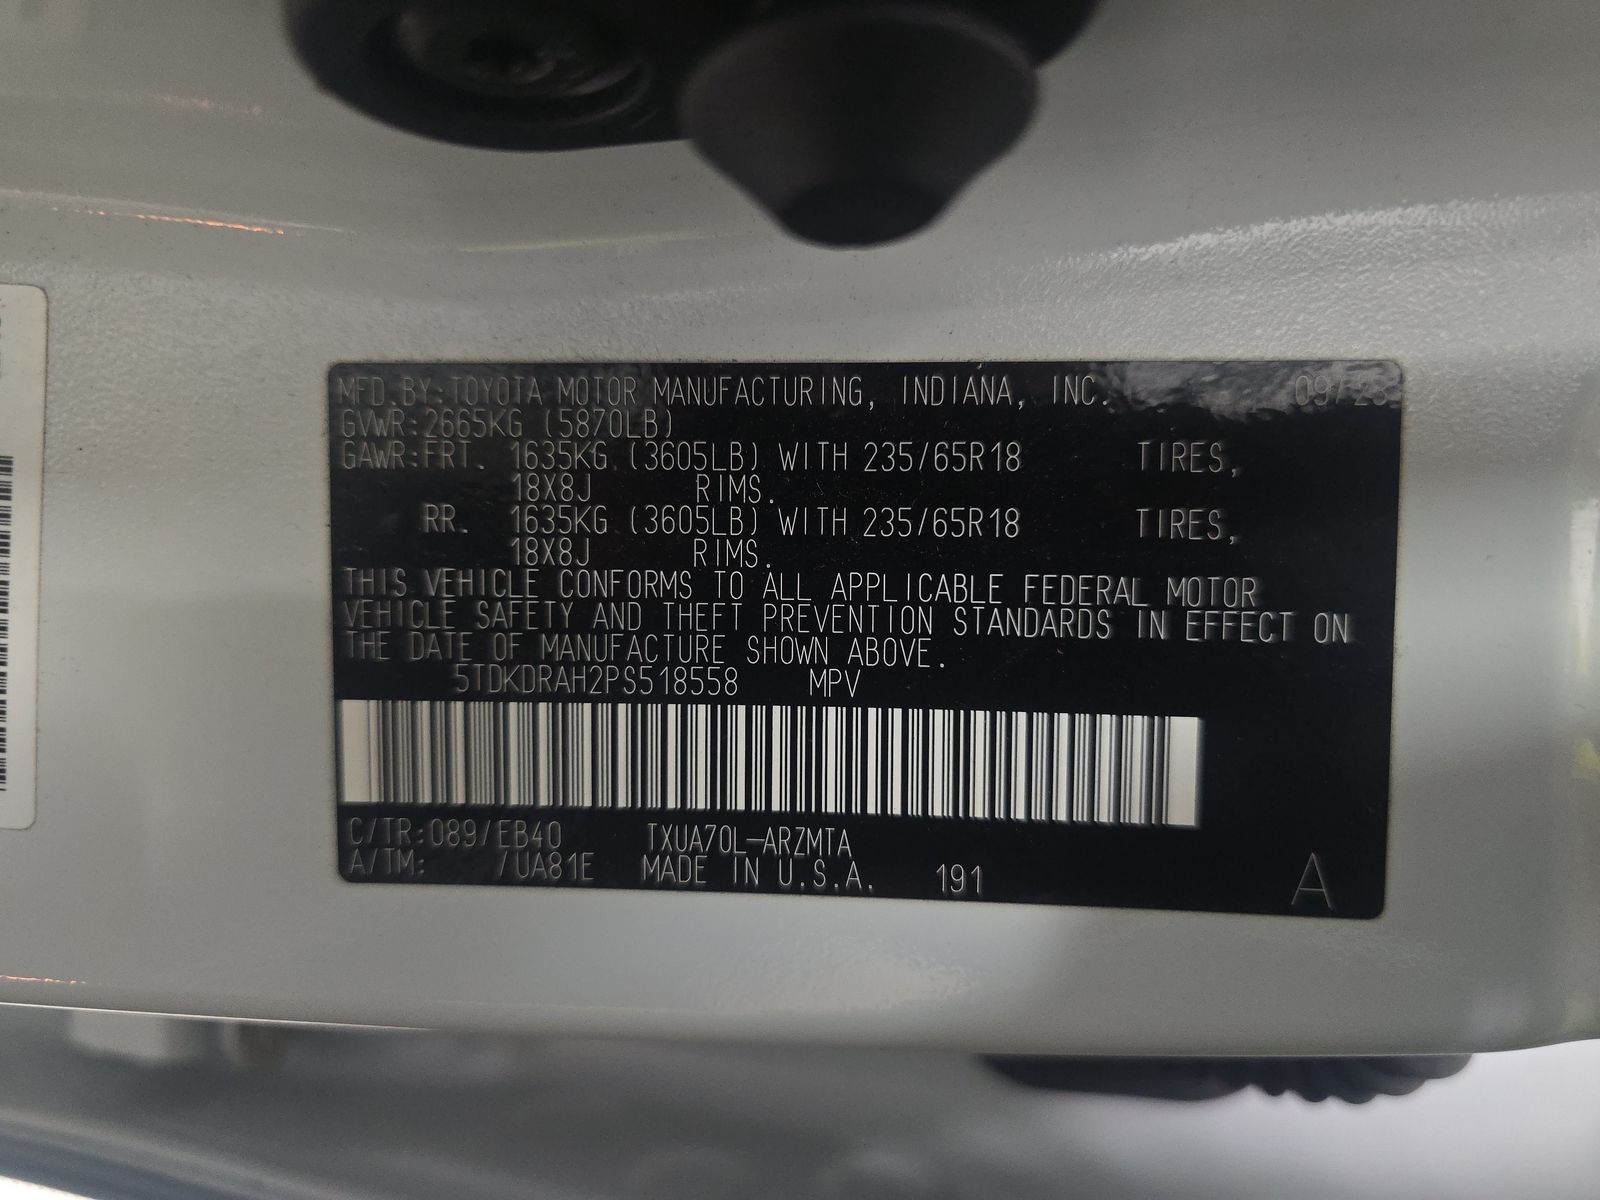 MFD.BY:TOYOTA MOTOR MANUFACTURING, INDIANA, INC. 09/23
GVWR:2665KG (5870LB)
GAWR:FRT. 1635KG (3605LB) WITH 235/65R18 TIRES,
18X8J RIMS.
RR. 1635KG (3605LB) WITH 235/65R18 TIRES,
18X8J RIMS.
THIS VEHICLE CONFORMS TO ALL APPLICABLE FEDERAL MOTOR
VEHICLE SAFETY AND THEFT PREVENTION STANDARDS IN EFFECT ON
THE DATE OF MANUFACTURE SHOWN ABOVE.
5TDKDRAH2PS518558 MPV
C/TR:089/EB40 TXUA70L-ARZMTA
A/TM: /UA81E MADE IN U.S.A. 191 A